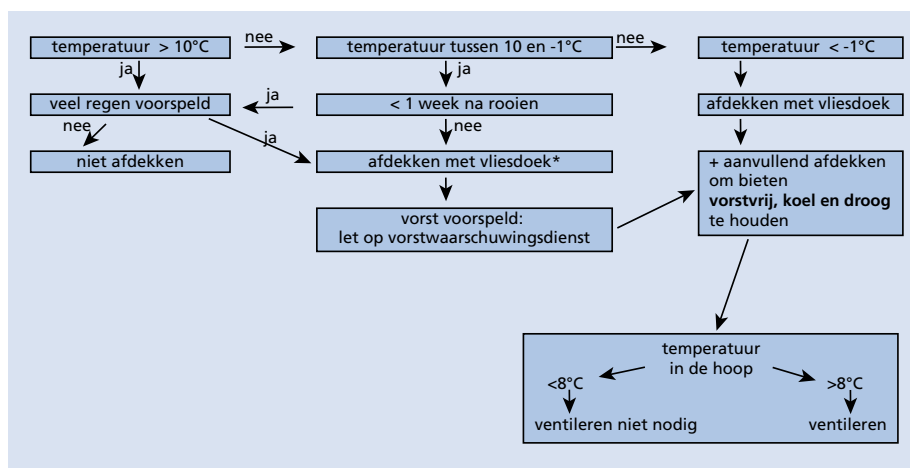 temperatuur > 10°C
nee
temperatuur tussen 10 en -1°C
nee
temperatuur < -1°C
ja
ja
veel regen voorspeld
ja
< 1 week na rooien
afdekken met vliesdoek
nee
ja
nee
niet afdekken
afdekken met vliesdoek*
+ aanvullend afdekken
om bieten
vorstvrij, koel en droog
te houden
vorst voorspeld:
let op vorstwaarschuwingsdienst
temperatuur
in de hoop
<8°C
>8°C
ventileren niet nodig
ventileren